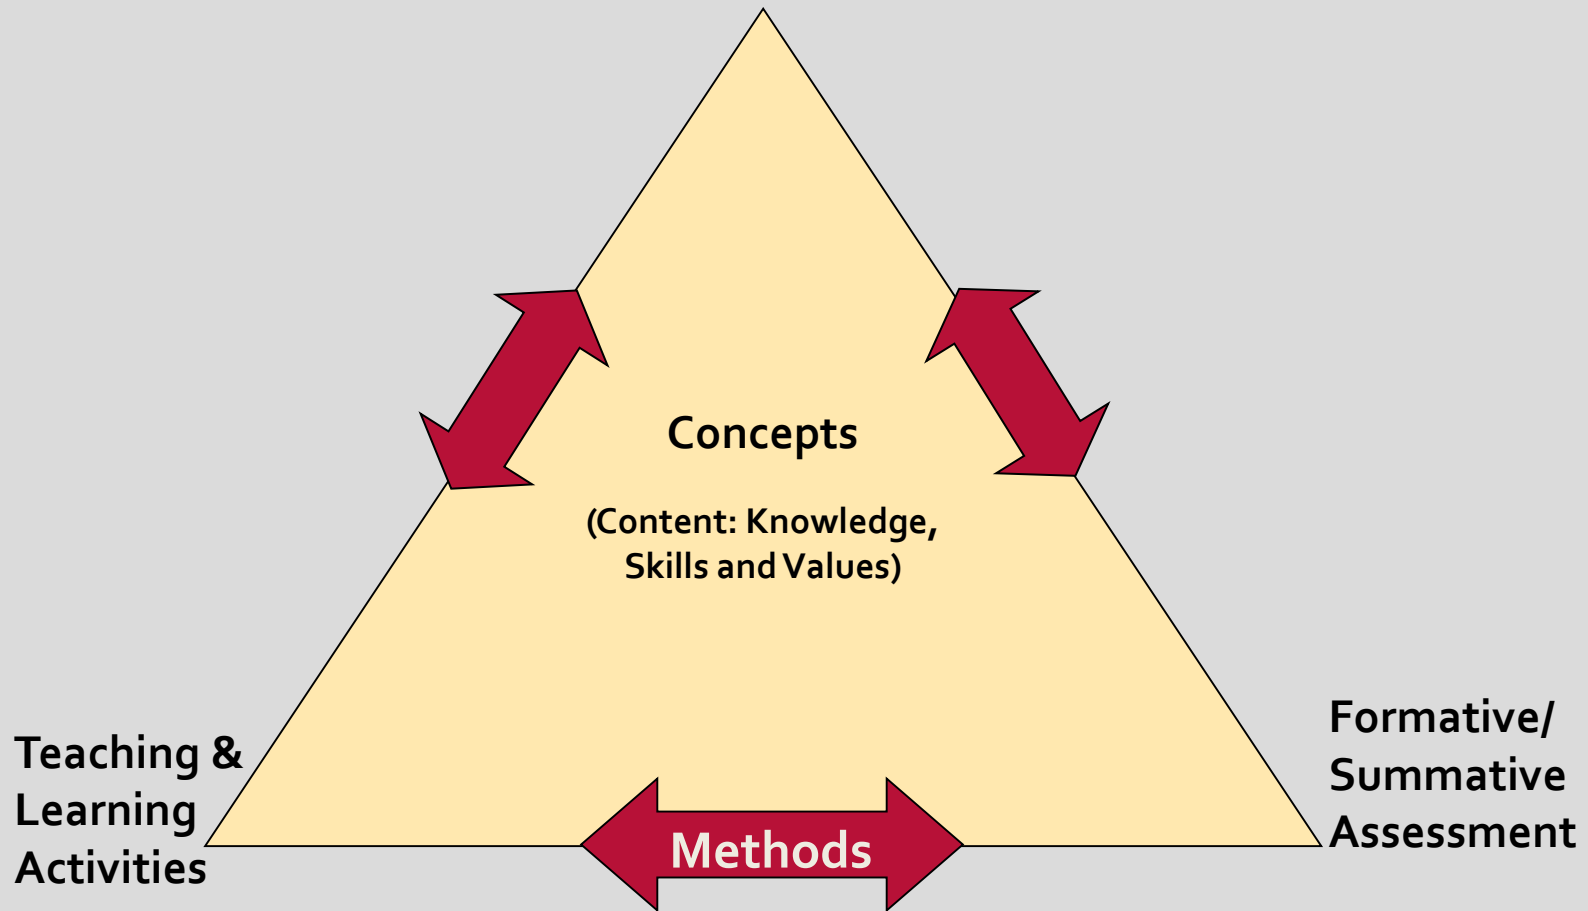 Concepts
(Content: Knowledge,
Skills and Values)
Teaching &
Learning
Activities
Formative/
Summative
Assessment
Methods